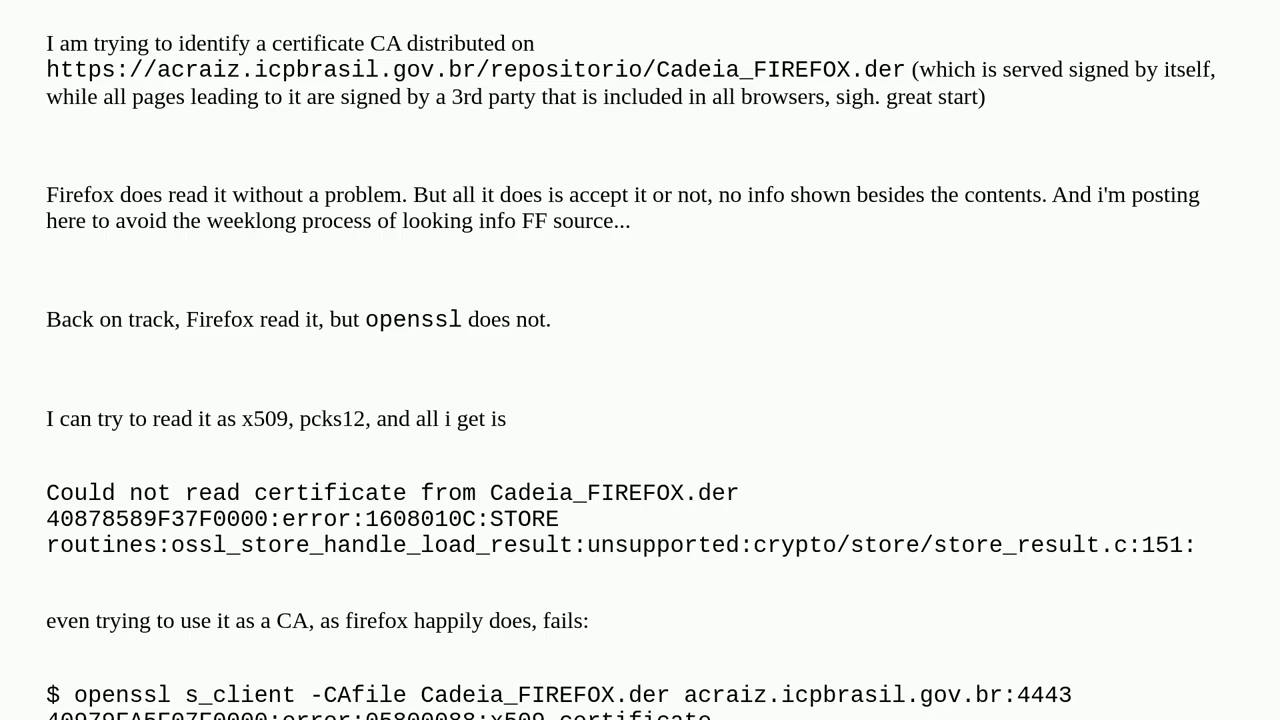 I am trying to identify a certificate CA distributed on
https://acraiz.icpbrasil.gov.br/repositorio/Cadeia_FIREFOX.der (which is served signed by itself,
while all pages leading to it are signed by a 3rd party that is included in all browsers, sigh. great start)
Firefox does read it without a problem. But all it does is accept it or not, no info shown besides the contents. And i'm posting
here to avoid the weeklong process of looking info FF source...
Back on track, Firefox read it, but openssl does not.
I can try to read it as x509, pcks12, and all i get is
Could not read certificate from Cadeia_FIREFOX.der
40878589F37F0000:error:1608010C:STORE
routines:ossl_store_handle_load_result:unsupported:crypto/store/store_result.c:151:
even trying to use it as a CA, as firefox happily does, fails:
$ openssl s_client -CAfile Cadeia_FIREFOX.der acraiz.icpbrasil.gov.br:4443
40979FA5F07F0000:error:05800088:x509 certificate